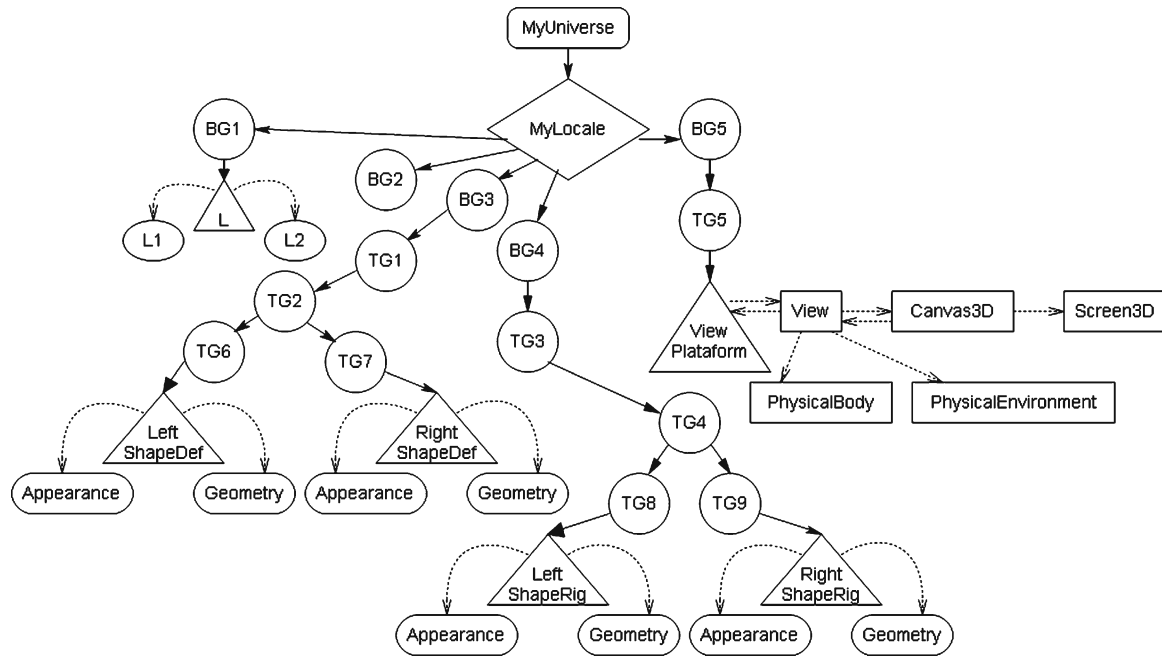 MyUniverse
MyLocale
BG1
BG5
BG2
BG3
L
TG5
L1
L2
BG4
TG1
TG2
View
Plataform
View
Canvas3D
Screen3D
TG3
TG6
TG7
PhysicalBody
PhysicalEnvironment
TG4
Left
ShapeDef
Right
ShapeDef
Appearance
Geometry
Appearance
Geometry
TG8
TG9
Left
ShapeRig
Right
ShapeRig
Appearance
Geometry
Appearance
Geometry